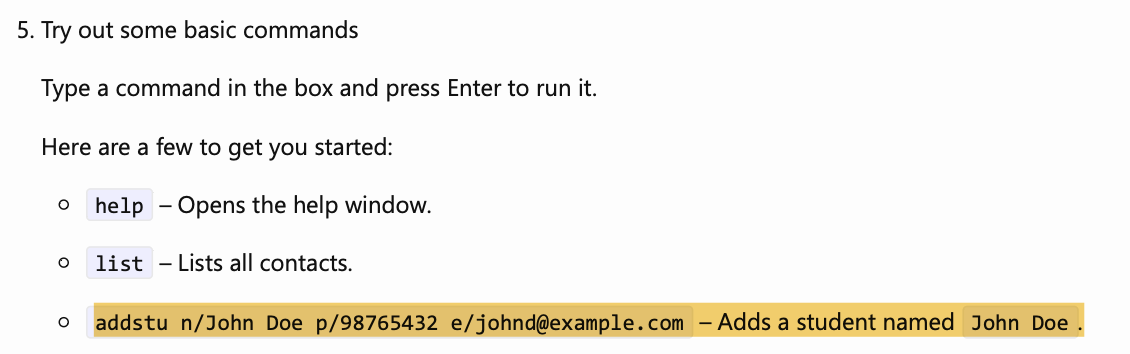 5. Try out some basic commands
Type a command in the box and press Enter to run it.
Here are a few to get you started:
help – Opens the help window.
list – Lists all contacts.
addstu n/John Doe p/98765432 e/johnd@example.com – Adds a student named John Doe.